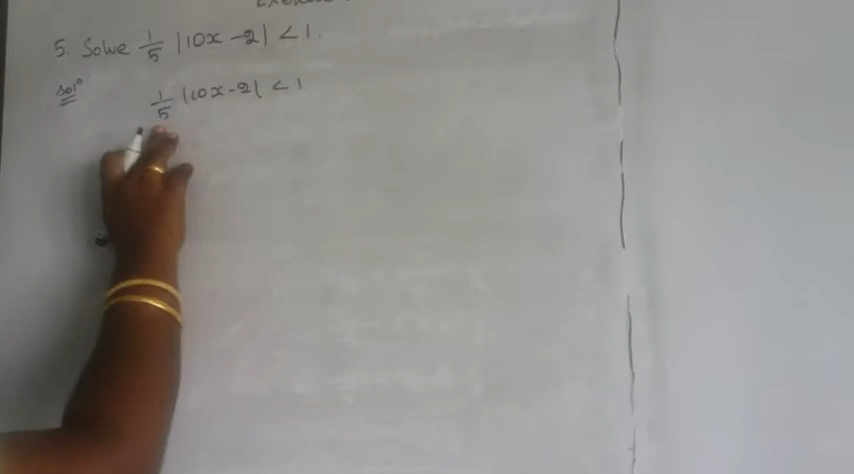 5. Solve 1/5 |10x - 2| < 1.
Solⁿ
1/5 |10x - 2| < 1